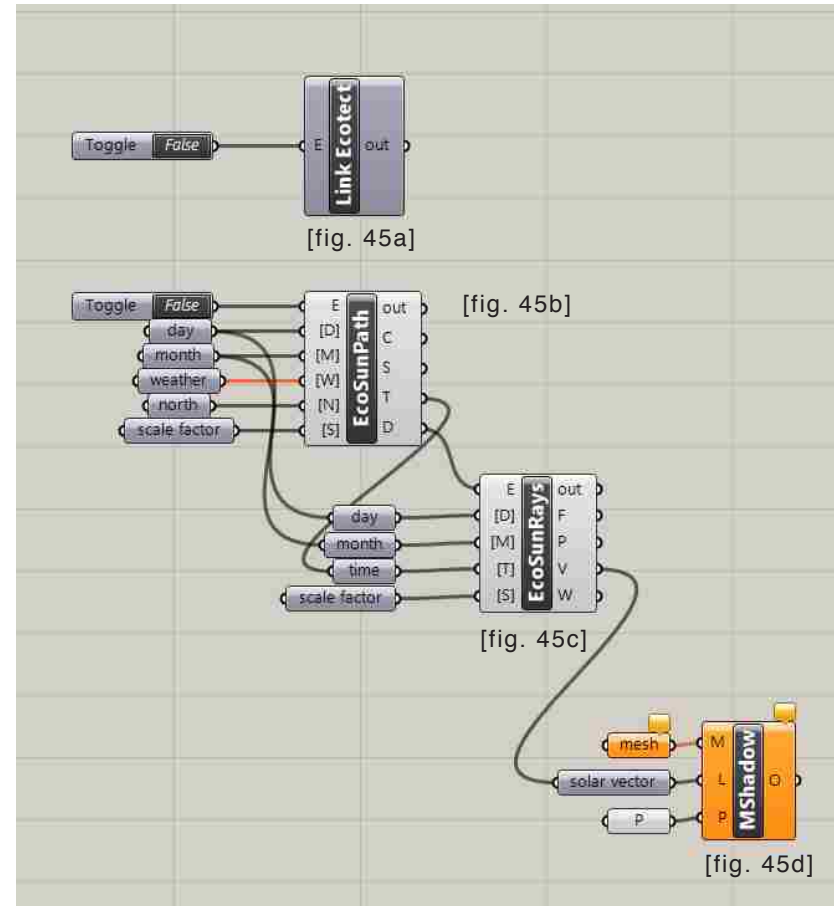 Toggle False
E Link Ecotect out
[fig. 45a]
Toggle False
day
month
weather
north
scale factor
E
[D]
[M]
[W]
[N]
[S]
EcoSunPath
out
C
S
T
D
[fig. 45b]
day
month
time
scale factor
E
[D]
[M]
[T]
[S]
EcoSunRays
out
F
P
V
W
[fig. 45c]
mesh
solar vector
P
M
L
P
MShadow
O
[fig. 45d]